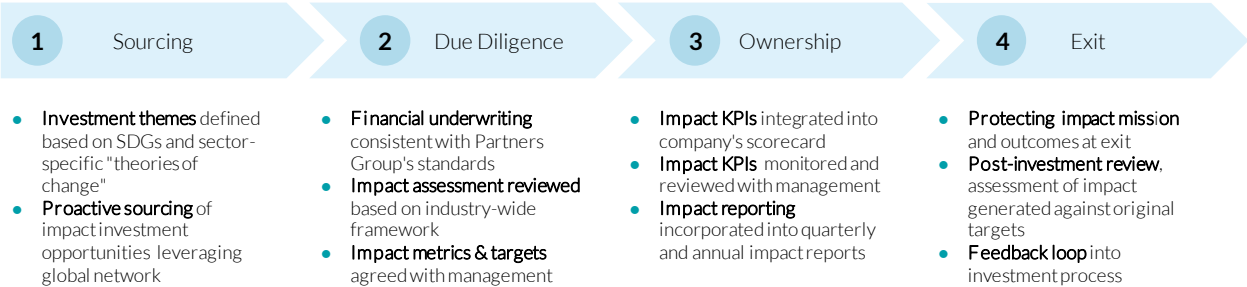 1 Sourcing
2 Due Diligence
3 Ownership
4 Exit
• Investment themes defined
based on SDGs and sector-
specific "theories of
change"
• Proactive sourcing of
impact investment
opportunities leveraging
global network
• Financial underwriting
consistent with Partners
Group's standards
• Impact assessment reviewed
based on industry-wide
framework
• Impact metrics & targets
agreed with management
• Impact KPIs integrated into
company's scorecard
• Impact KPIs monitored and
reviewed with management
• Impact reporting
incorporated into quarterly
and annual impact reports
• Protecting impact mission
and outcomes at exit
• Post-investment review,
assessment of impact
generated against original
targets
• Feedback loop into
investment process